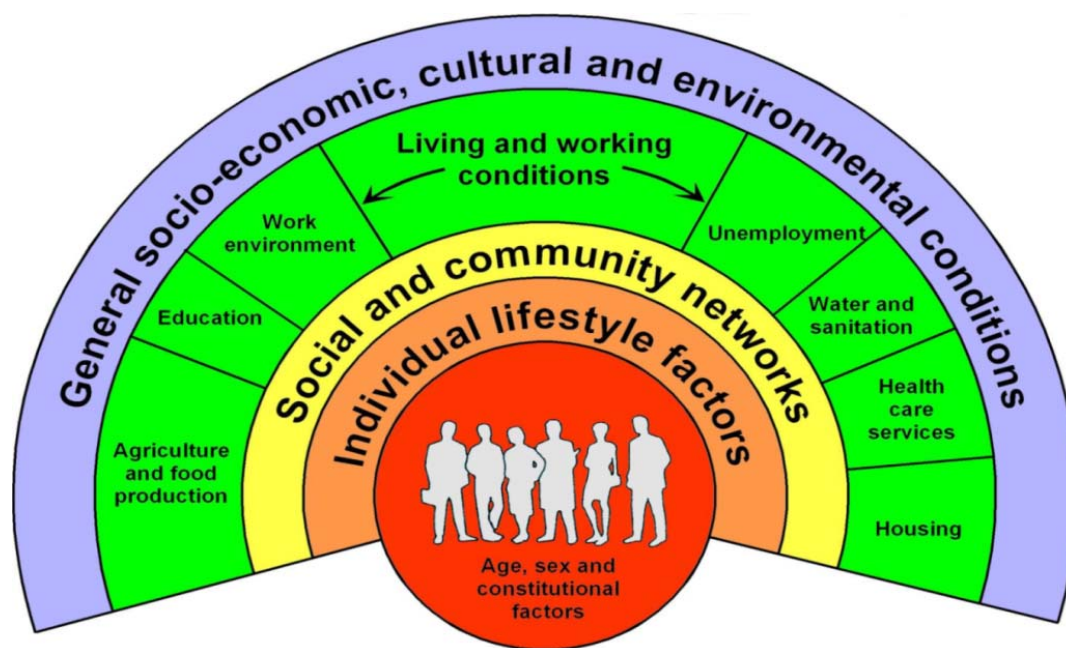 General socio-economic, cultural and environmental conditions
Living and working
conditions
Work
environment
Unemployment
Education
Water and
sanitation
Agriculture
and food
production
Health
care
services
Housing
Social and community networks
Individual lifestyle factors
Age, sex and
constitutional
factors